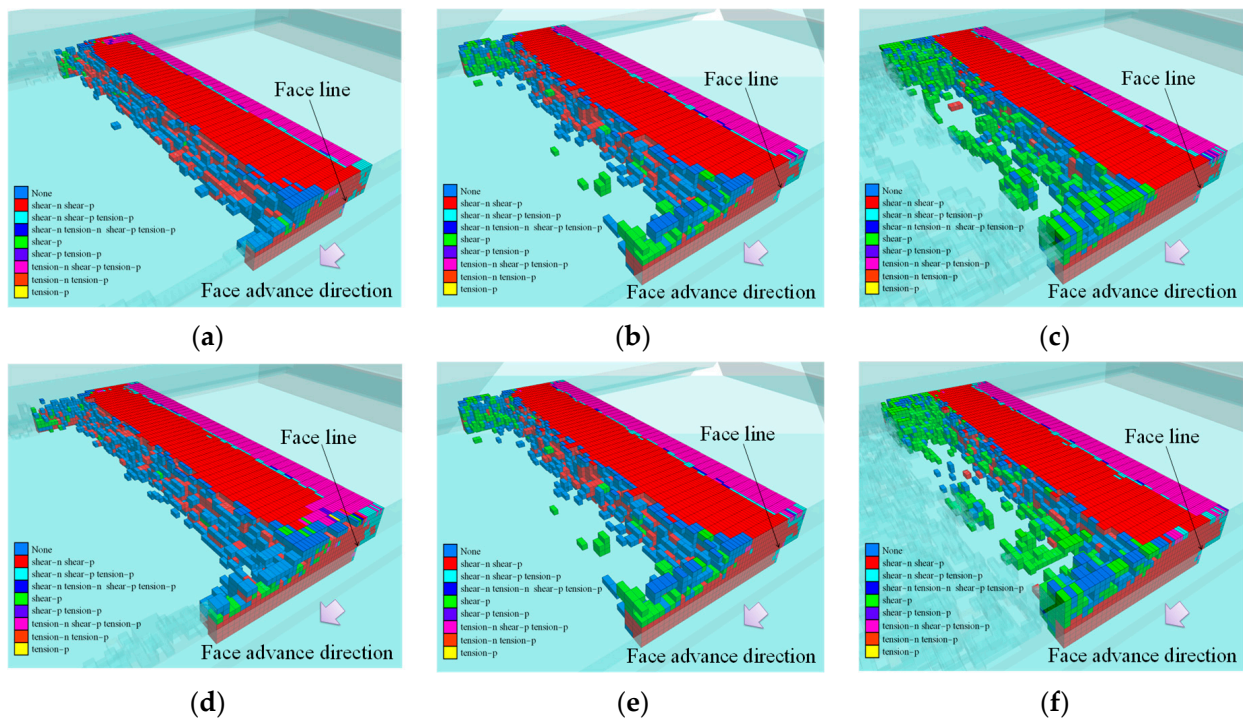 Face line
None
shear-n shear-p
shear-n shear-p tension-p
shear-n tension-n shear-p tension-p
shear-p
shear-p tension-p
tension-n shear-p tension-p
tension-n tension-p
tension-p
Face advance direction
(a)
Face line
None
shear-n shear-p
shear-n shear-p tension-p
shear-n tension-n shear-p tension-p
shear-p
shear-p tension-p
tension-n shear-p tension-p
tension-n tension-p
tension-p
Face advance direction
(b)
Face line
None
shear-n shear-p
shear-n shear-p tension-p
shear-n tension-n shear-p tension-p
shear-p
shear-p tension-p
tension-n shear-p tension-p
tension-n tension-p
tension-p
Face advance direction
(c)
Face line
None
shear-n shear-p
shear-n shear-p tension-p
shear-n tension-n shear-p tension-p
shear-p
shear-p tension-p
tension-n shear-p tension-p
tension-n tension-p
tension-p
Face advance direction
(d)
Face line
None
shear-n shear-p
shear-n shear-p tension-p
shear-n tension-n shear-p tension-p
shear-p
shear-p tension-p
tension-n shear-p tension-p
tension-n tension-p
tension-p
Face advance direction
(e)
Face line
None
shear-n shear-p
shear-n shear-p tension-p
shear-n tension-n shear-p tension-p
shear-p
shear-p tension-p
tension-n shear-p tension-p
tension-n tension-p
tension-p
Face advance direction
(f)